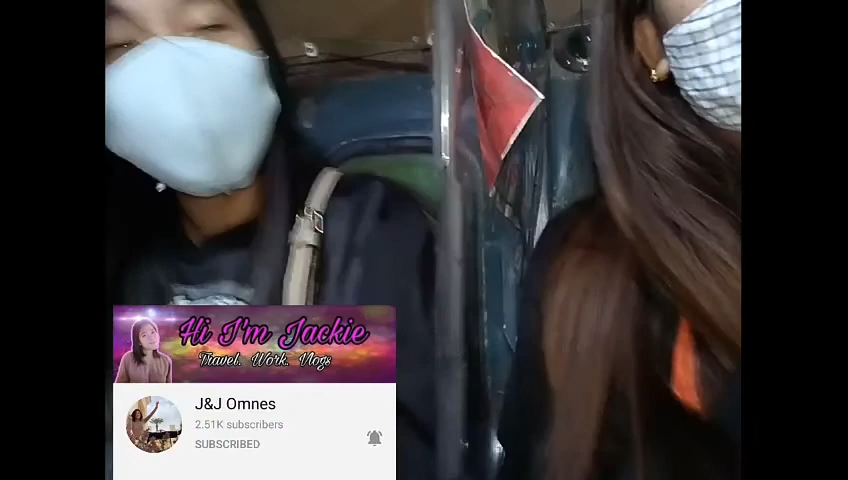 Hi I'm Jackie
Travel. Work. Vlogs
J&J Omnes
2.51K subscribers
SUBSCRIBED